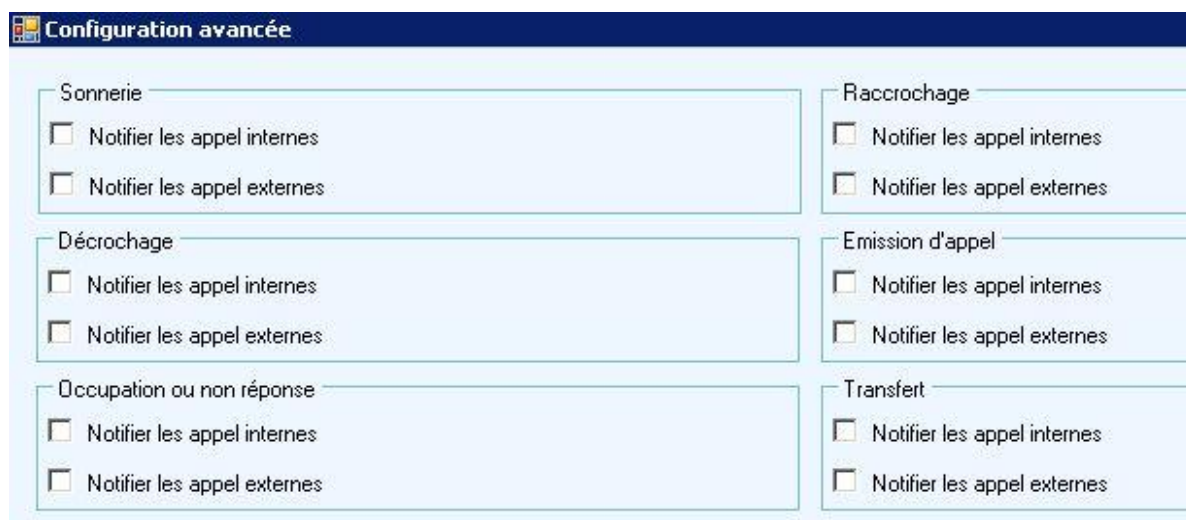 Configuration avancée
Sonnerie
Notifier les appel internes
Notifier les appel externes
Raccrochage
Notifier les appel internes
Notifier les appel externes
Décrochage
Notifier les appel internes
Notifier les appel externes
Emission d'appel
Notifier les appel internes
Notifier les appel externes
Occupation ou non réponse
Notifier les appel internes
Notifier les appel externes
Transfert
Notifier les appel internes
Notifier les appel externes